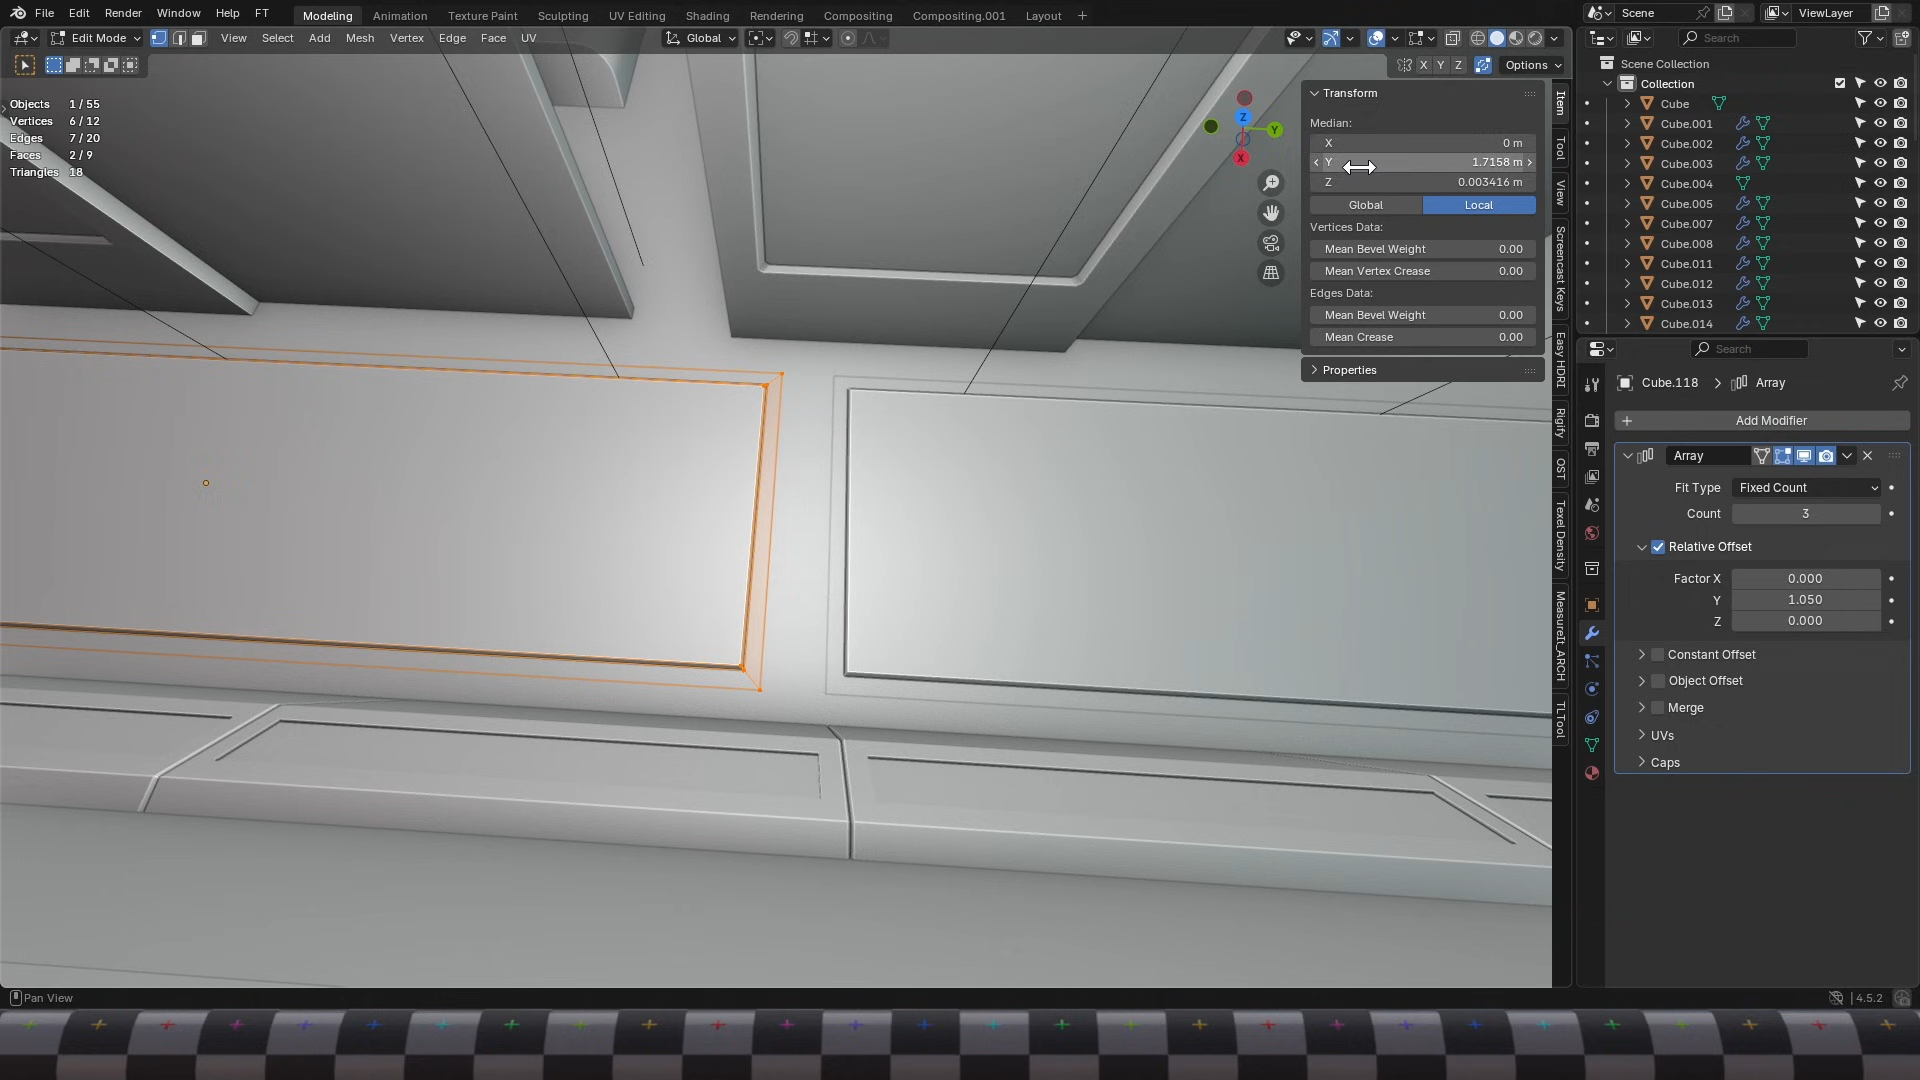 File Edit Render Window Help FT Modeling Animation Texture Paint Sculpting UV Editing Shading Rendering Compositing Compositing.001 Layout + Scene ViewLayer
Edit Mode View Select Add Mesh Vertex Edge Face UV Global Search
X Y Z Options
Objects 1 / 55
Vertices 6 / 12
Edges 7 / 20
Faces 2 / 9
Triangles 18
Z
Y
X
Transform
Median:
X 0 m
Y 1.7158 m
Z 0.003416 m
Global Local
Vertices Data:
Mean Bevel Weight 0.00
Mean Vertex Crease 0.00
Edges Data:
Mean Bevel Weight 0.00
Mean Crease 0.00
Properties
Item
Tool
View
Screencast Keys
Easy HDRI
Rigify
OST
Texel Density
MeasureIt_ARCH
TLTool
Scene Collection
Collection
Cube
Cube.001
Cube.002
Cube.003
Cube.004
Cube.005
Cube.007
Cube.008
Cube.011
Cube.012
Cube.013
Cube.014
Search
Cube.118 Array
+ Add Modifier
Array
Fit Type Fixed Count
Count 3
Relative Offset
Factor X 0.000
Y 1.050
Z 0.000
Constant Offset
Object Offset
Merge
UVs
Caps
Pan View 4.5.2